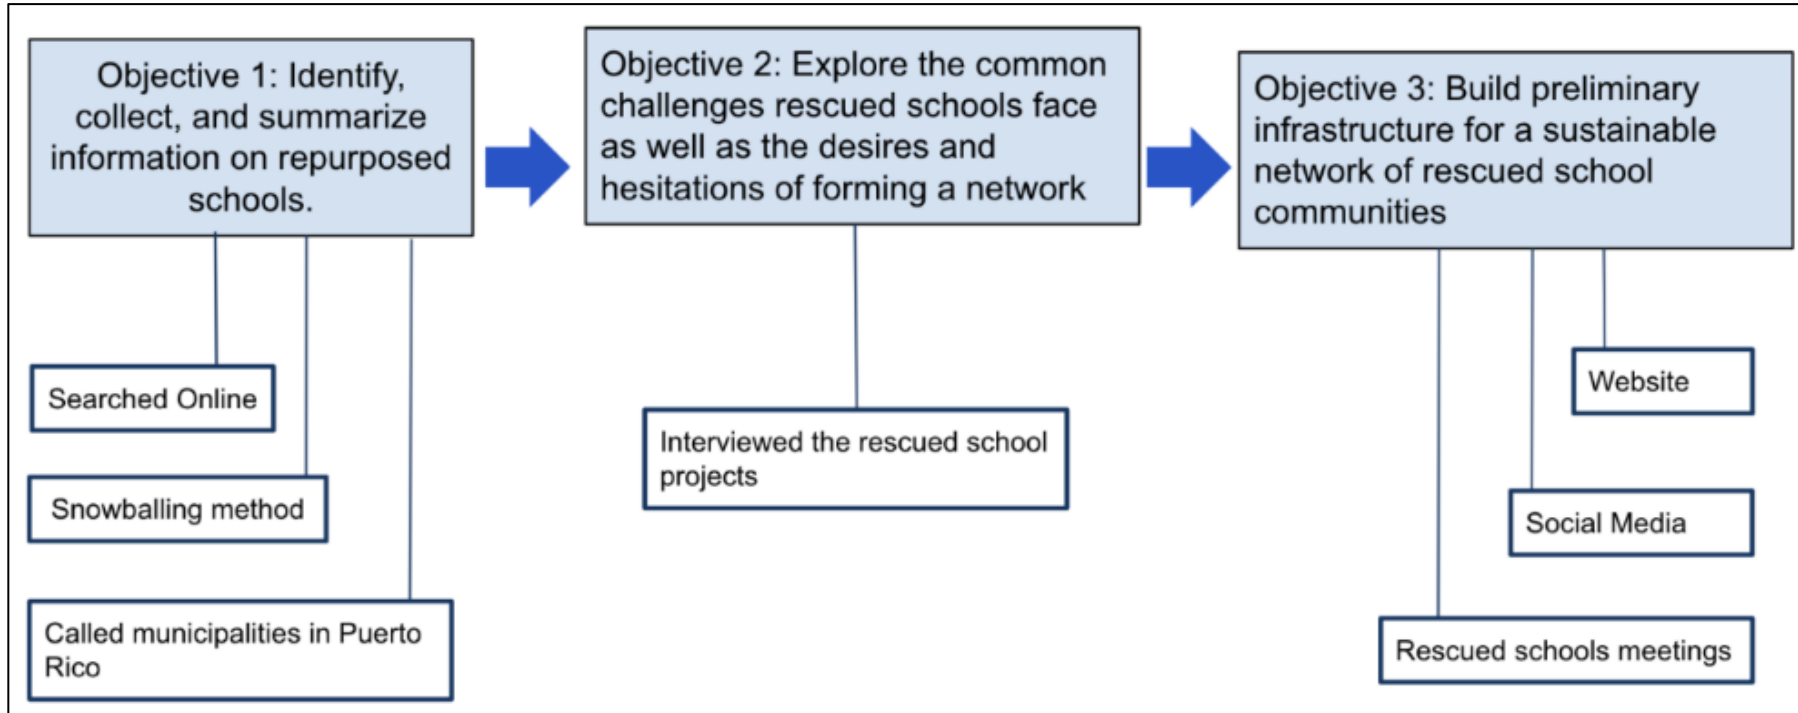 Objective 1: Identify,
collect, and summarize
information on repurposed
schools.
Searched Online
Snowballing method
Called municipalities in Puerto
Rico
Objective 2: Explore the common
challenges rescued schools face
as well as the desires and
hesitations of forming a network
Interviewed the rescued school
projects
Objective 3: Build preliminary
infrastructure for a sustainable
network of rescued school
communities
Website
Social Media
Rescued schools meetings